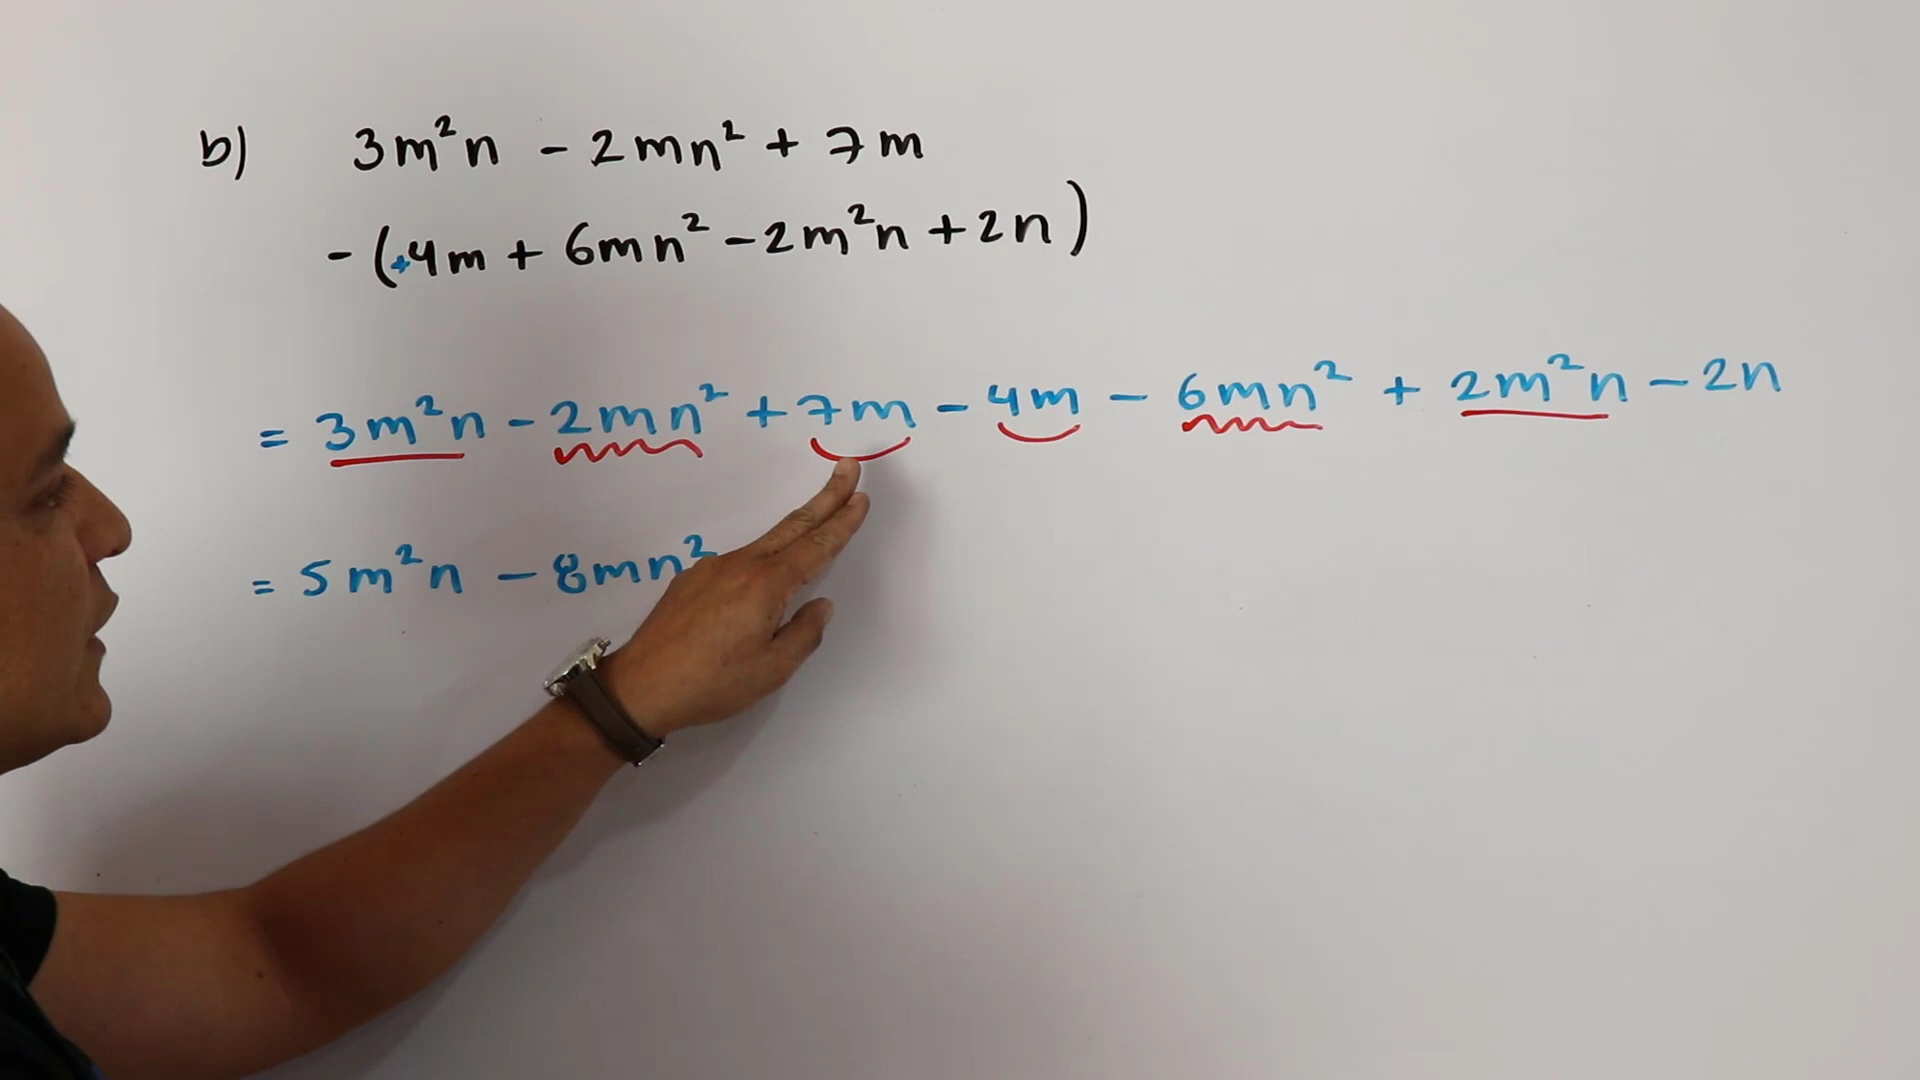 b) 3m²n - 2mn² + 7m
- (+4m + 6mn² - 2m²n + 2n)
= 3m²n - 2mn² + 7m - 4m - 6mn² + 2m²n - 2n
= 5m²n - 8mn²